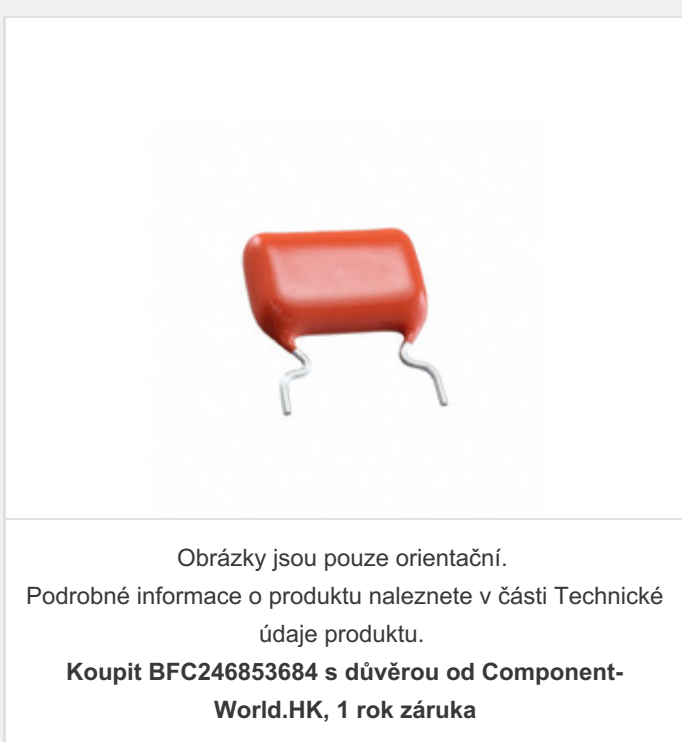 Obrázky jsou pouze orientační.
Podrobné informace o produktu naleznete v části Technické
údaje produktu.
Koupit BFC246853684 s důvěrou od Component-
World.HK, 1 rok záruka